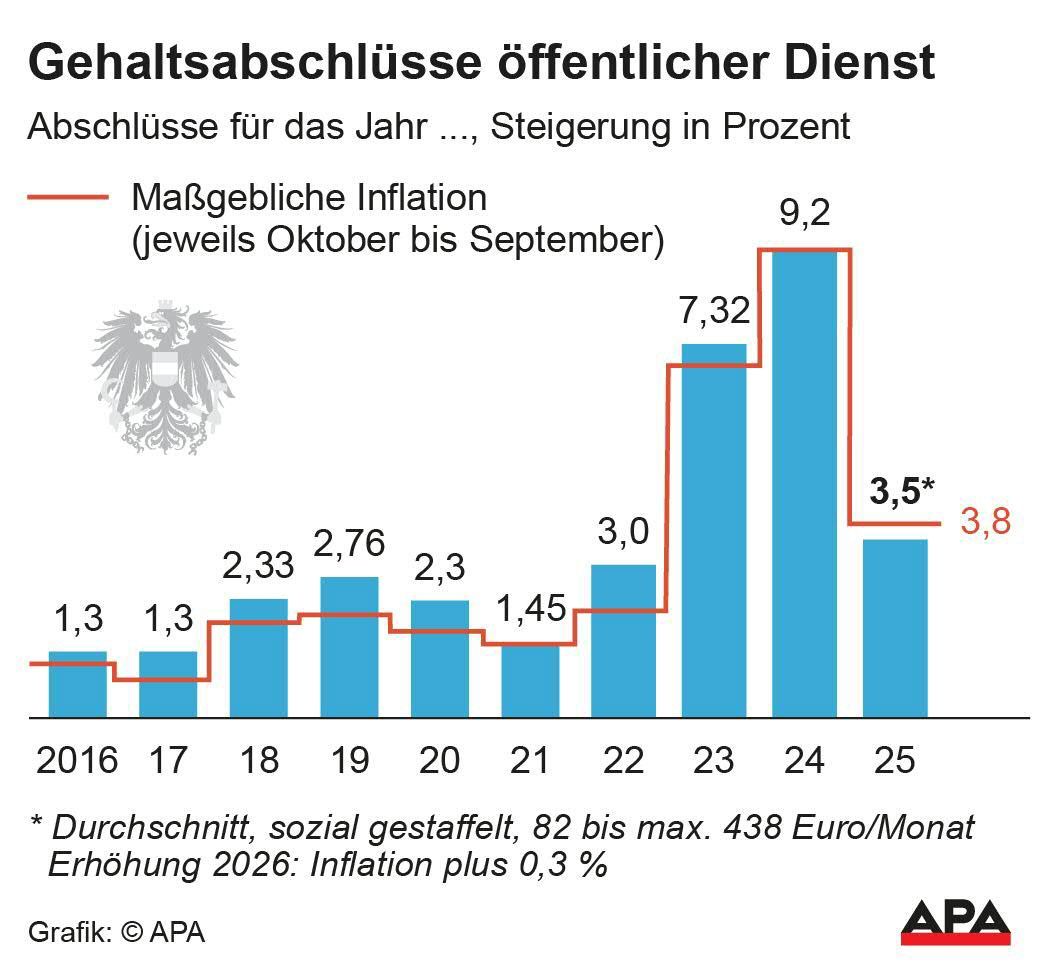 Gehaltsabschlüsse öffentlicher Dienst
Abschlüsse für das Jahr ..., Steigerung in Prozent
Maßgebliche Inflation
(jeweils Oktober bis September)
1,3
1,3
2,33
2,76
2,3
1,45
3,0
7,32
9,2
3,5*
3,8
2016 17 18 19 20 21 22 23 24 25
* Durchschnitt, sozial gestaffelt, 82 bis max. 438 Euro/Monat
Erhöhung 2026: Inflation plus 0,3 %
Grafik: © APA
APA